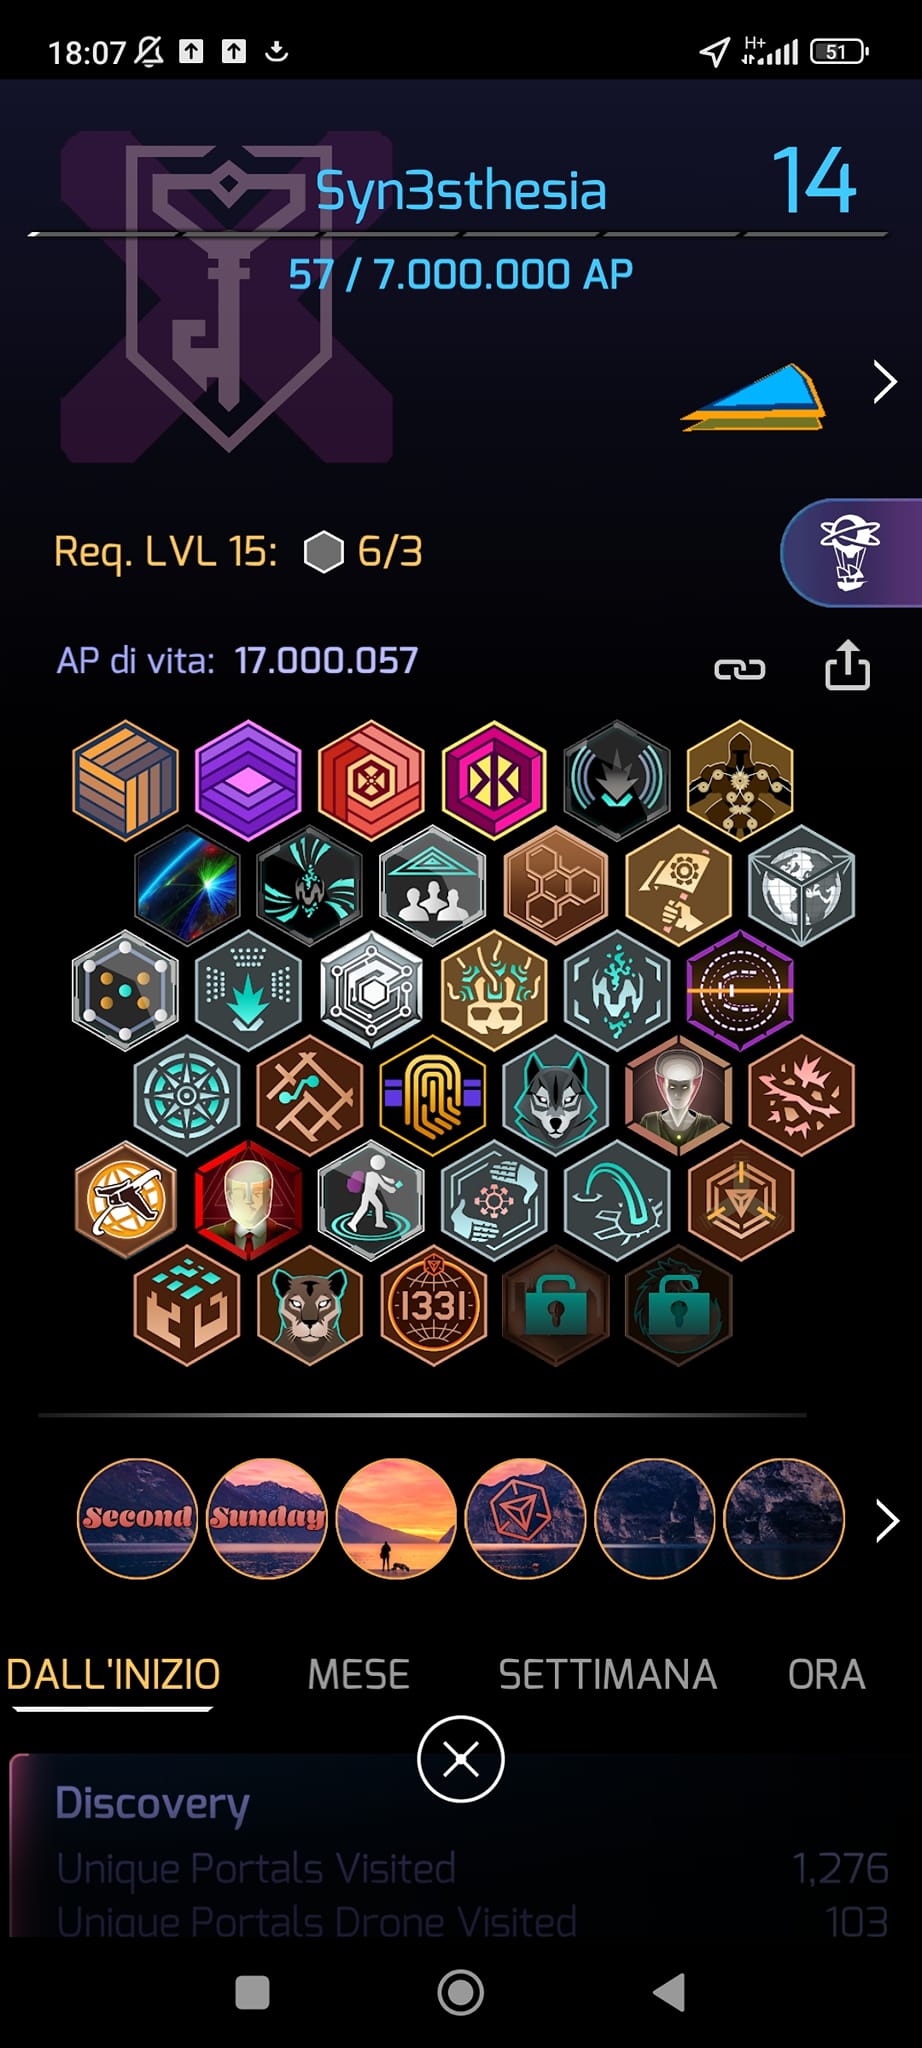 18:07
H+
51
Syn3sthesia
14
57 / 7.000.000 AP
Req. LVL 15: 6/3
AP di vita: 17.000.057
1331
Second
Sunday
DALL'INIZIO MESE SETTIMANA ORA
Discovery
Unique Portals Visited 1,276
Unique Portals Drone Visited 103